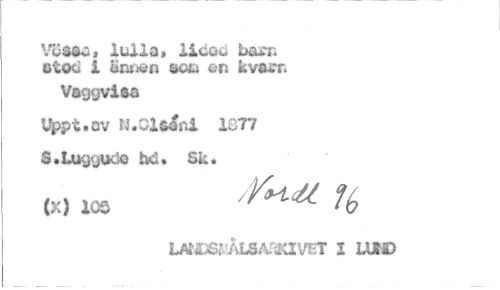 Vössa, lulla, lided barn
stod i ännen som en kvarn
Vaggvisa
Uppt.av N.Olséni 1877
S.Luggude hd. Sk.
(x) 105
Nordl 96
LANDSMÅLSARKIVET I LUND